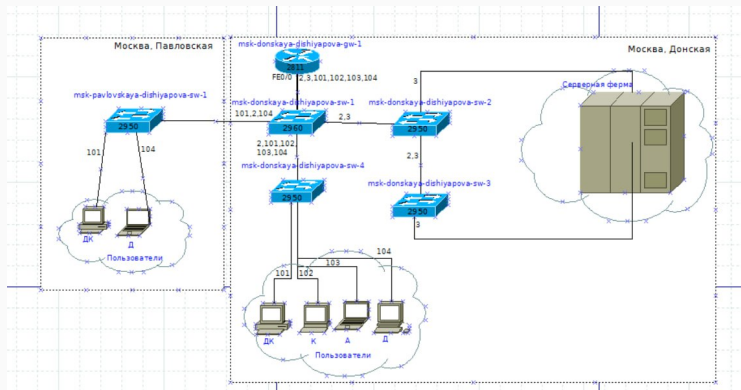 Москва, Павловская
msk-donskaya-dishiyapova-gw-1
Москва, Донская
2811
FE0/0
2,3,101,102,103,104
3
Серверная ферма
msk-pavlovskaya-dishiyapova-sw-1
msk-donskaya-dishiyapova-sw-1
msk-donskaya-dishiyapova-sw-2
2950
101,2,104
2960
2,3
2950
101
104
2,101,102,
103,104
2,3
msk-donskaya-dishiyapova-sw-4
msk-donskaya-dishiyapova-sw-3
2950
2950
3
ДК
Д
Пользователи
101
102
103
104
ДК
К
А
Д
Пользователи